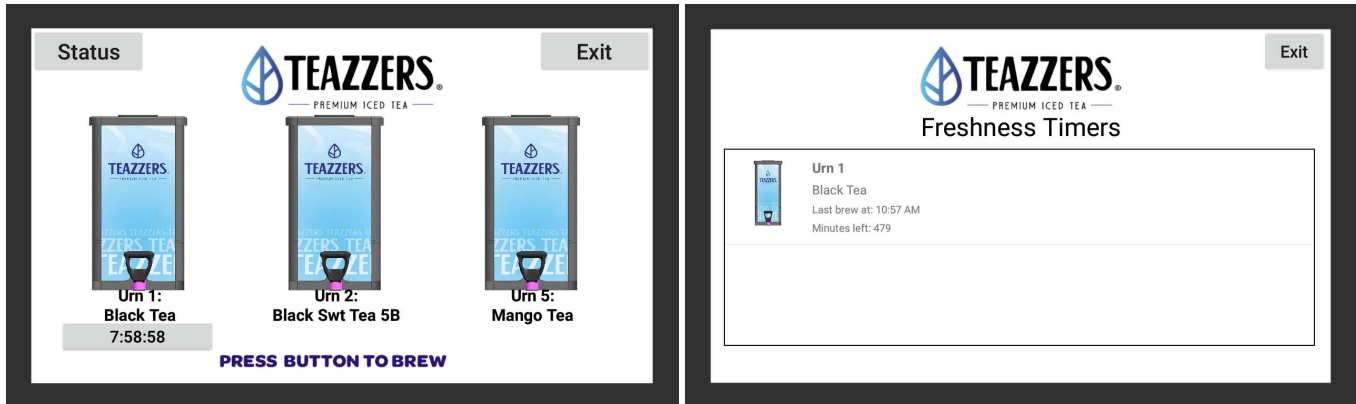 Status
Exit
TEAZZERS®
PREMIUM ICED TEA
TEAZZERS
TEAZZERS
TEAZZERS
Urn 1:
Black Tea
7:58:58
Urn 2:
Black Swt Tea 5B
Urn 5:
Mango Tea
PRESS BUTTON TO BREW
Exit
TEAZZERS®
PREMIUM ICED TEA
Freshness Timers
TEAZZERS
Urn 1
Black Tea
Last brew at: 10:57 AM
Minutes left: 479